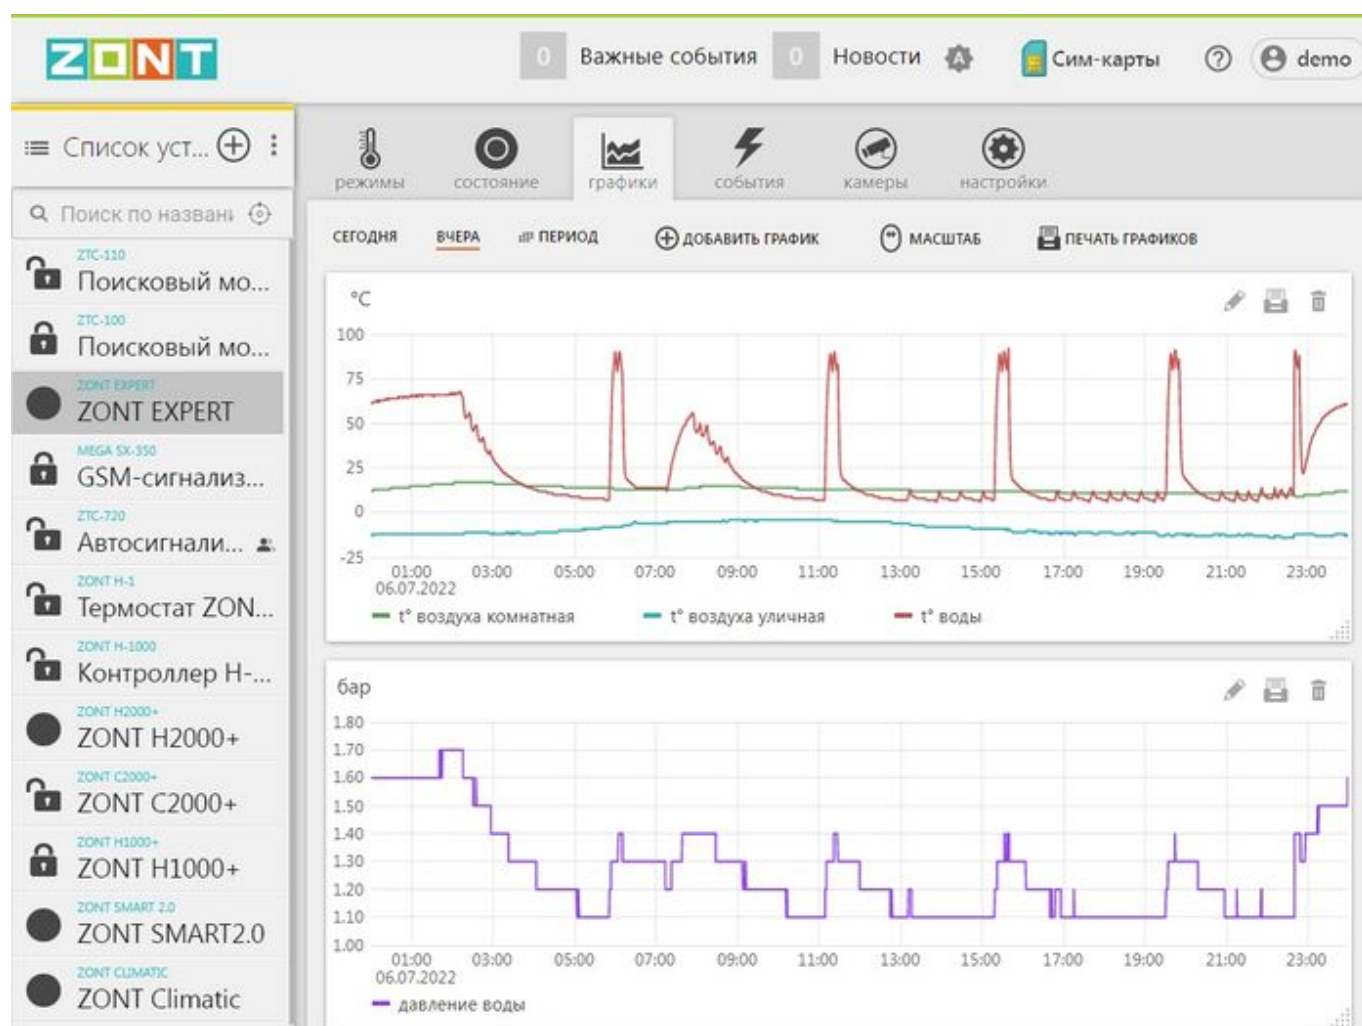 ZONT
0 Важные события 0 Новости A Сим-карты ? demo
Список уст...
Поиск по назван
ZTC-110
Поисковый мо...
ZTC-100
Поисковый мо...
ZONT EXPERT
ZONT EXPERT
MEGA SX-350
GSM-сигнализ...
ZTC-720
Автосигнали...
ZONT H-1
Термостат ZON...
ZONT H-1000
Контроллер H-...
ZONT H2000+
ZONT H2000+
ZONT C2000+
ZONT C2000+
ZONT H1000+
ZONT H1000+
ZONT SMART 2.0
ZONT SMART2.0
ZONT CLIMATIC
ZONT Climatic
режимы состояние графики события камеры настройки
СЕГОДНЯ ВЧЕРА ПЕРИОД ДОБАВИТЬ ГРАФИК МАСШТАБ ПЕЧАТЬ ГРАФИКОВ
°C
100
75
50
25
0
-25
01:00 03:00 05:00 07:00 09:00 11:00 13:00 15:00 17:00 19:00 21:00 23:00
06.07.2022
t° воздуха комнатная t° воздуха уличная t° воды
бар
1.80
1.70
1.60
1.50
1.40
1.30
1.20
1.10
1.00
01:00 03:00 05:00 07:00 09:00 11:00 13:00 15:00 17:00 19:00 21:00 23:00
06.07.2022
давление воды